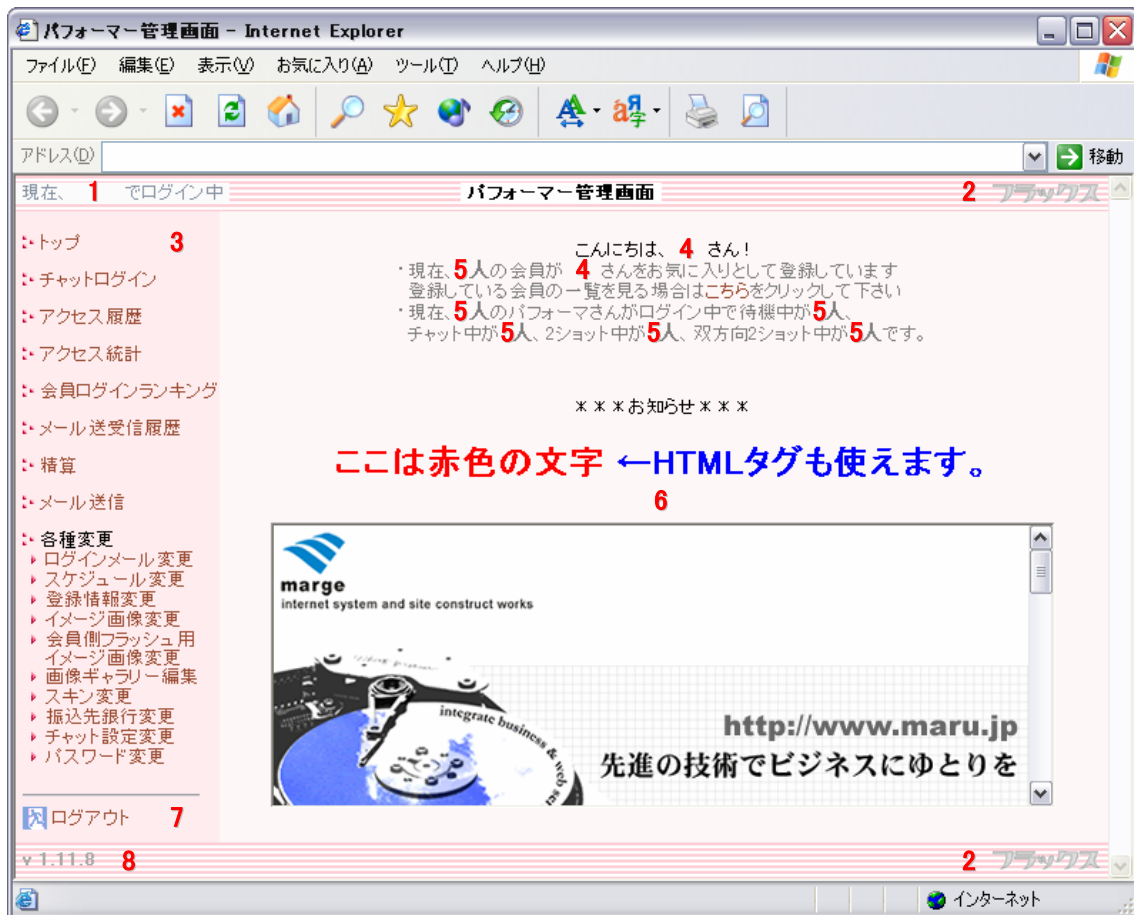 パフォーマー管理画面 - Internet Explorer
ファイル(F) 編集(E) 表示(V) お気に入り(A) ツール(T) ヘルプ(H)
アドレス(D) 移動
現在、 1 でログイン中 パフォーマー管理画面 2 フラックス
トップ 3
チャットログイン
アクセス履歴
アクセス統計
会員ログインランキング
メール送受信履歴
精算
メール送信
各種変更
ログインメール変更
スケジュール変更
登録情報変更
イメージ画像変更
会員側フラッシュ用
イメージ画像変更
画像ギャラリー編集
スキン変更
振込先銀行変更
チャット設定変更
パスワード変更
ログアウト 7
こんにちは、 4 さん!
・現在、5人の会員が 4 さんをお気に入りとして登録しています
登録している会員の一覧を見る場合はこちらをクリックして下さい
・現在、5人のパフォーマさんがログイン中で待機中が5人、
チャット中が5人、2ショット中が5人、双方向2ショット中が5人です。
***お知らせ***
ここは赤色の文字 ←HTMLタグも使えます。
6
marge
internet system and site construct works
integrate business & web
http://www.maru.jp
先進の技術でビジネスにゆとりを
v 1.11.8 8 2 フラックス
インターネット